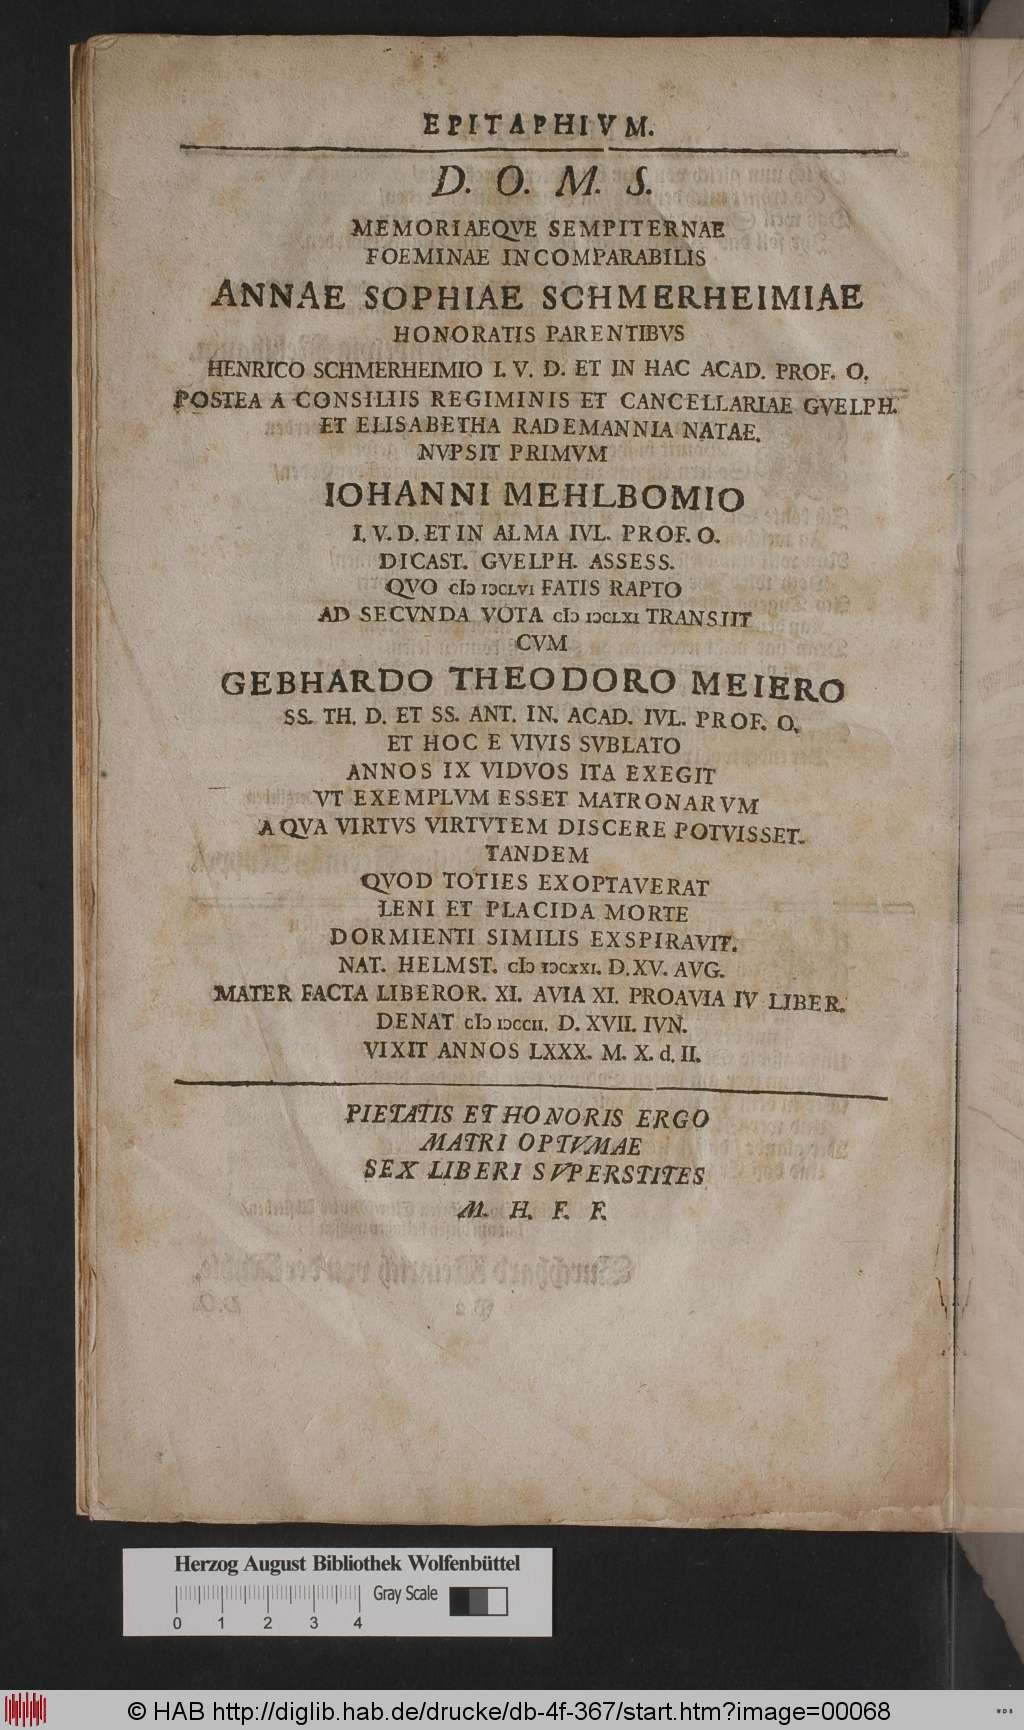 EPITAPHIVM.
D. O. M. S.
MEMORIAEQVE SEMPITERNAE
FOEMINAE INCOMPARABILIS
ANNAE SOPHIAE SCHMERHEIMIAE
HONORATIS PARENTIBVS
HENRICO SCHMERHEIMIO I. V. D. ET IN HAC ACAD. PROF. O.
POSTEA A CONSILIIS REGIMINIS ET CANCELLARIAE GVELPH.
ET ELISABETHA RADEMANNIA NATAE.
NVPSIT PRIMVM
IOHANNI MEHLBOMIO
I. V. D. ET IN ALMA IVL. PROF. O.
DICAST. GVELPH. ASSESS.
QVO cIↄ IↄCLVI FATIS RAPTO
AD SECVNDA VOTA cIↄ IↄCLXI TRANSIIT
CVM
GEBHARDO THEODORO MEIERO
SS. TH. D. ET SS. ANT. IN. ACAD. IVL. PROF. O.
ET HOC E VIVIS SVBLATO
ANNOS IX VIDVOS ITA EXEGIT
VT EXEMPLVM ESSET MATRONARVM
A QVA VIRTVS VIRTVTEM DISCERE POTVISSET.
TANDEM
QVOD TOTIES EXOPTAVERAT
LENI ET PLACIDA MORTE
DORMIENTI SIMILIS EXSPIRAVIT.
NAT. HELMST. cIↄ IↄCXXI. D. XV. AVG.
MATER FACTA LIBEROR. XI. AVIA XI. PROAVIA IV LIBER.
DENAT cIↄ IↄCCII. D. XVII. IVN.
VIXIT ANNOS LXXX. M. X. d. II.
PIETATIS ET HONORIS ERGO
MATRI OPTVMAE
SEX LIBERI SVPERSTITES
M. H. F. F.
Herzog August Bibliothek Wolfenbüttel
Gray Scale
0 1 2 3 4
© HAB http://diglib.hab.de/drucke/db-4f-367/start.htm?image=00068